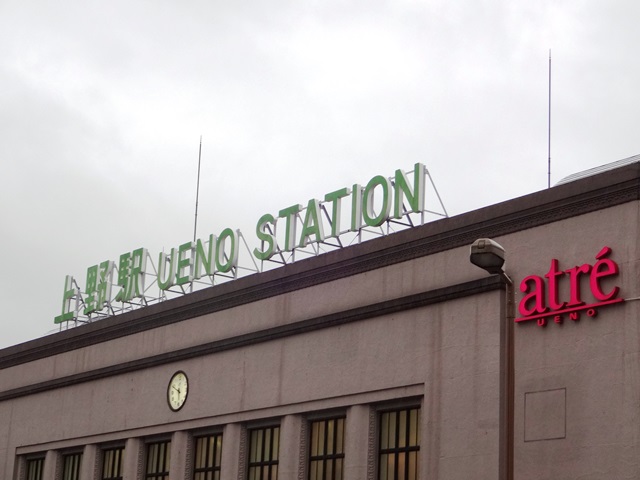 上野駅 UENO STATION
atré
UENO